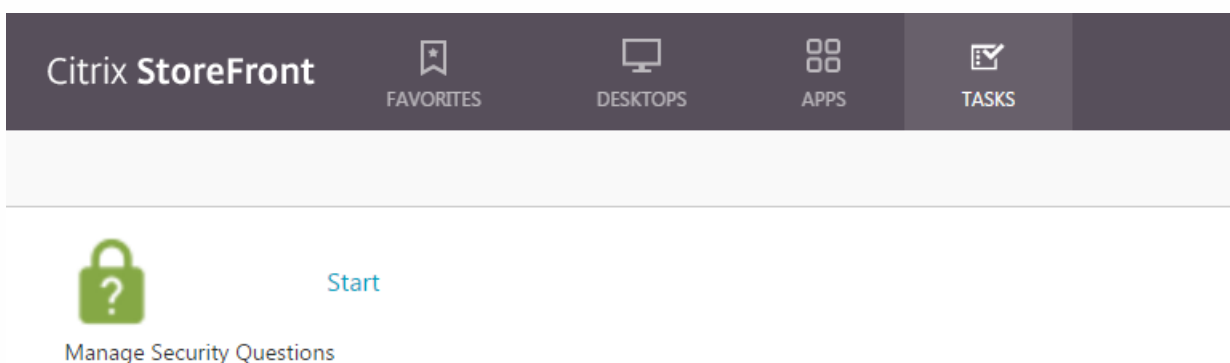 Citrix StoreFront
FAVORITES
DESKTOPS
APPS
TASKS
?
Start
Manage Security Questions